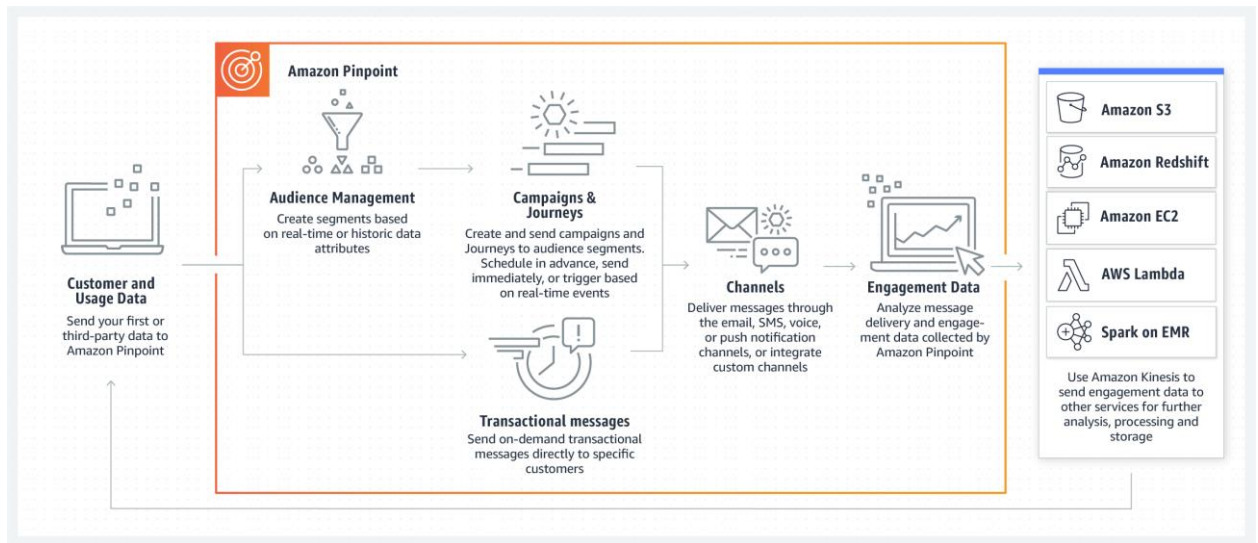 Amazon Pinpoint
Customer and
Usage Data
Send your first or
third-party data to
Amazon Pinpoint
Audience Management
Create segments based
on real-time or historic data
attributes
Campaigns &
Journeys
Create and send campaigns and
Journeys to audience segments.
Schedule in advance, send
immediately, or trigger based
on real-time events
Transactional messages
Send on-demand transactional
messages directly to specific
customers
Channels
Deliver messages through
the email, SMS, voice,
or push notification
channels, or integrate
custom channels
Engagement Data
Analyze message
delivery and engage-
ment data collected by
Amazon Pinpoint
Amazon S3
Amazon Redshift
Amazon EC2
AWS Lambda
Spark on EMR
Use Amazon Kinesis to
send engagement data to
other services for further
analysis, processing and
storage